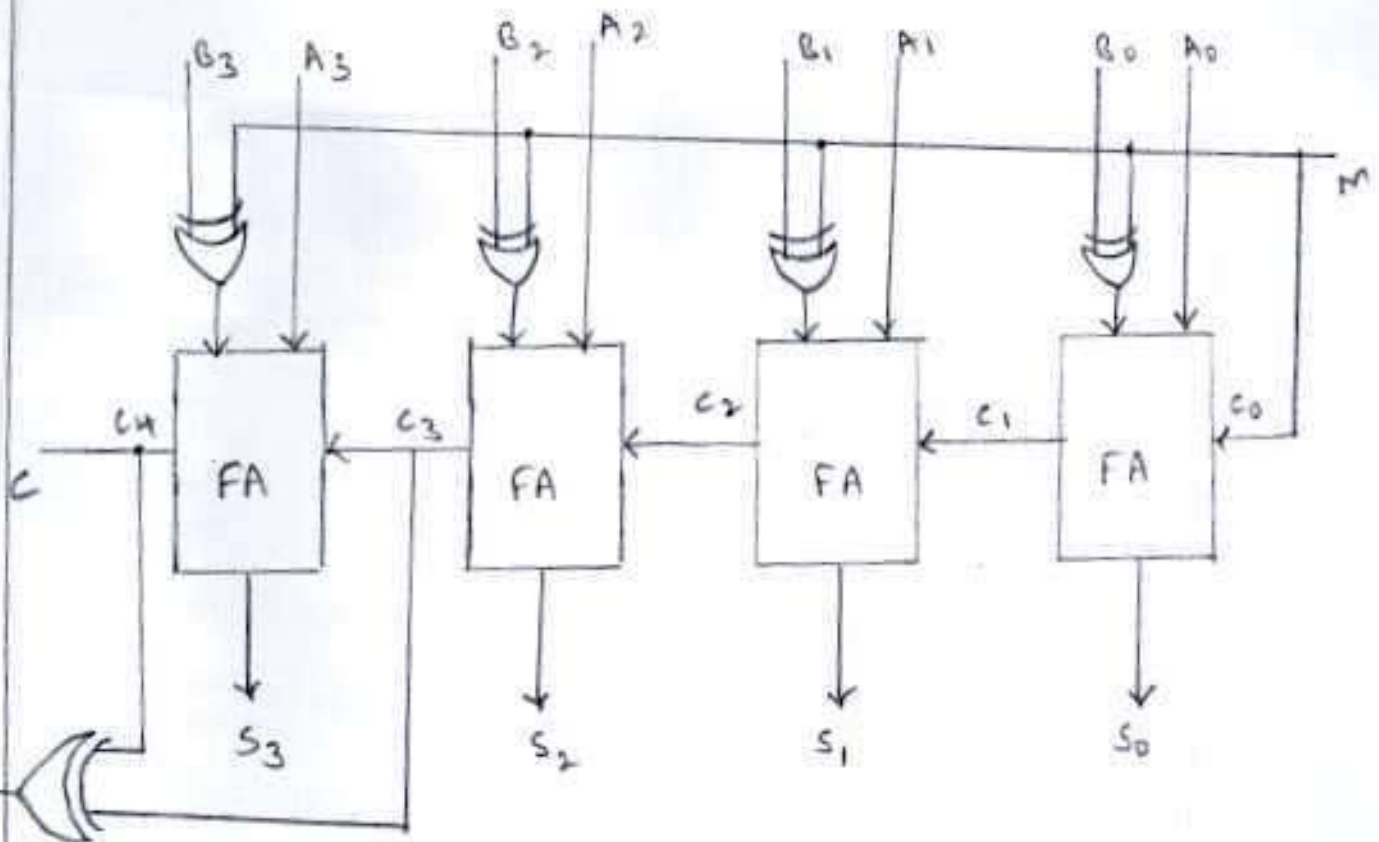 B3 A3 B2 A2 B1 A1 B0 A0
M
C4 C3 C2 C1 C0
C FA FA FA FA
S3 S2 S1 S0